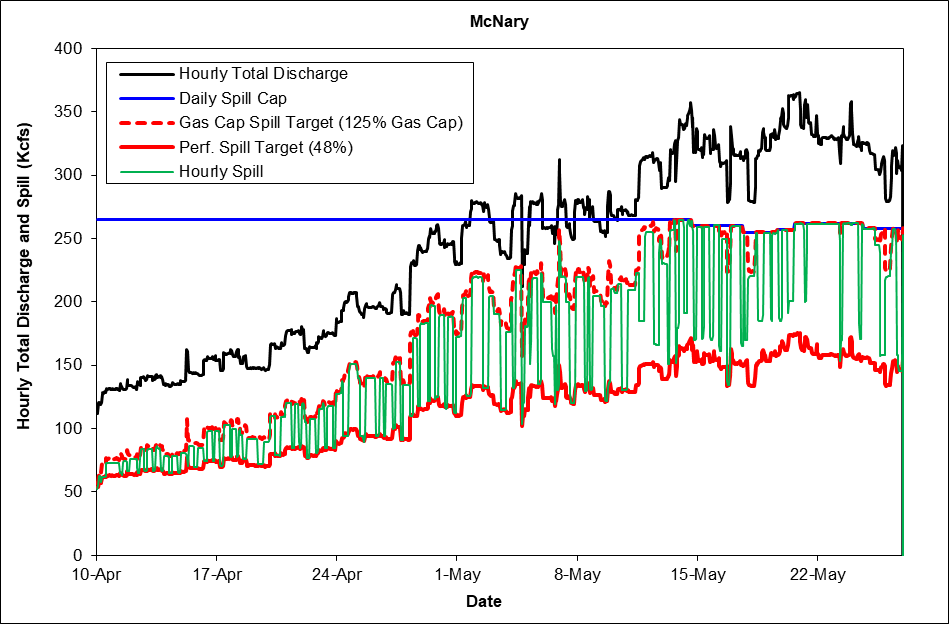 McNary
400
350
300
250
200
150
100
50
0
Hourly Total Discharge and Spill (Kcfs)
Hourly Total Discharge
Daily Spill Cap
Gas Cap Spill Target (125% Gas Cap)
Perf. Spill Target (48%)
Hourly Spill
10-Apr 17-Apr 24-Apr 1-May 8-May 15-May 22-May
Date